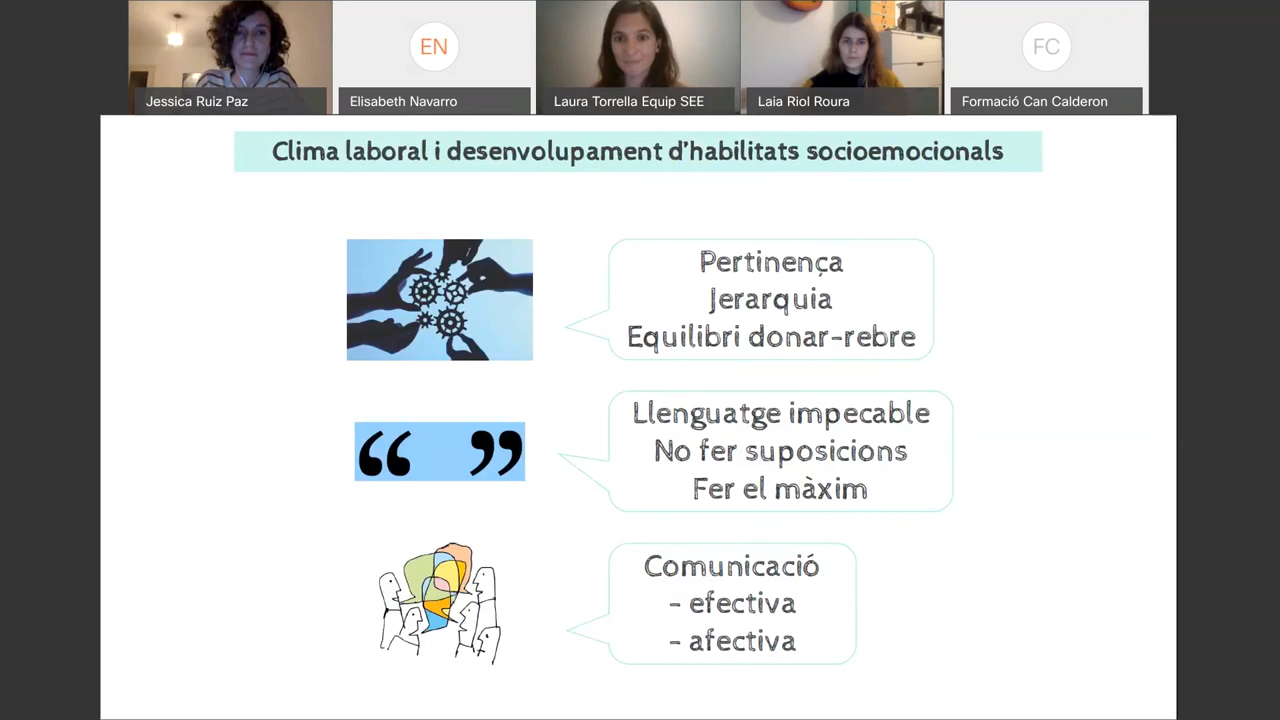 EN
FC
Jessica Ruiz Paz
Elisabeth Navarro
Laura Torrella Equip SEE
Laia Riol Roura
Formació Can Calderon
Clima laboral i desenvolupament d'habilitats socioemocionals
Pertinença
Jerarquia
Equilibri donar-rebre
“ ”
Llenguatge impecable
No fer suposicions
Fer el màxim
Comunicació
- efectiva
- afectiva